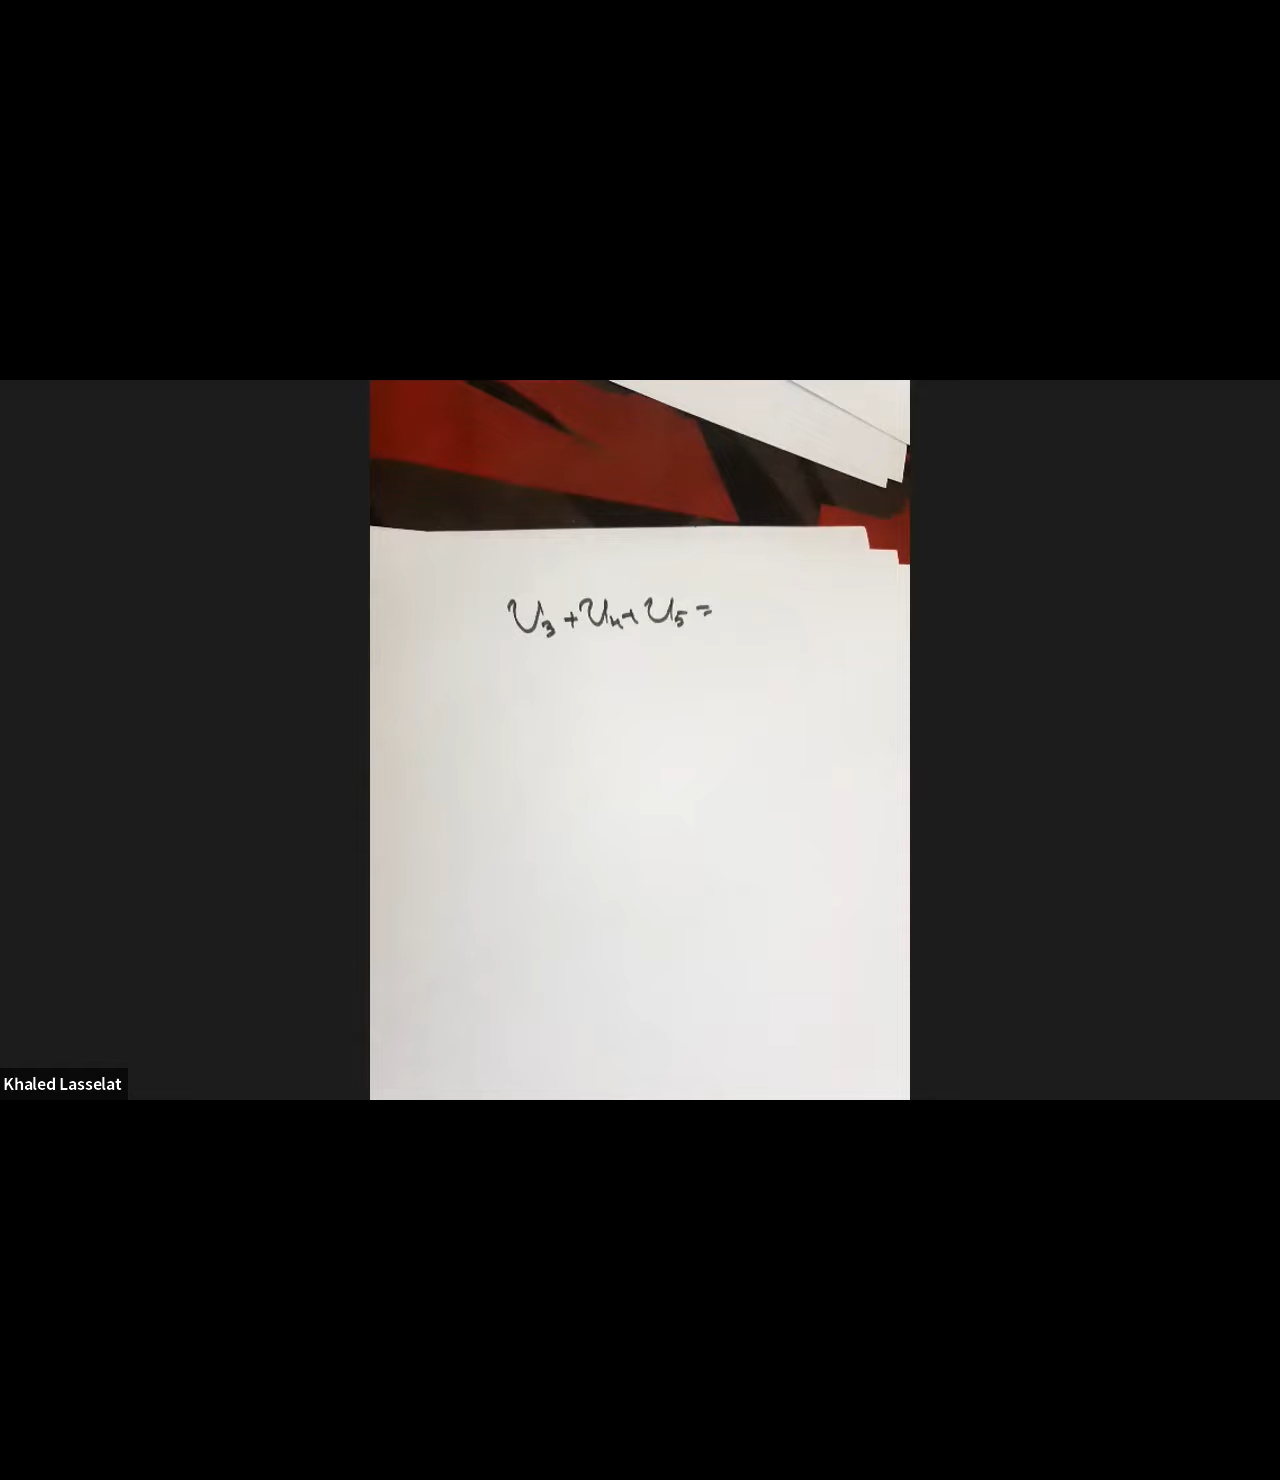 U₃ + U₄ + U₅ =
Khaled Lasselat